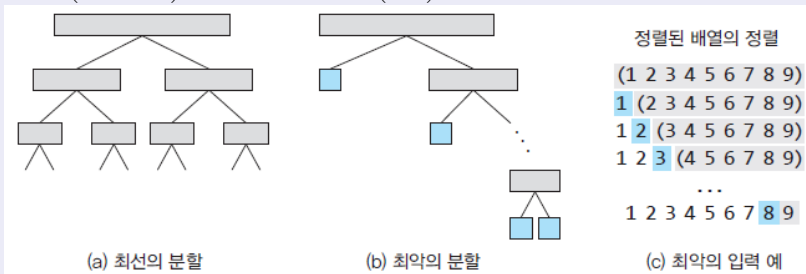 정렬된 배열의 정렬
(1 2 3 4 5 6 7 8 9)
1 (2 3 4 5 6 7 8 9)
1 2 (3 4 5 6 7 8 9)
1 2 3 (4 5 6 7 8 9)
...
1 2 3 4 5 6 7 8 9
(a) 최선의 분할
(b) 최악의 분할
(c) 최악의 입력 예